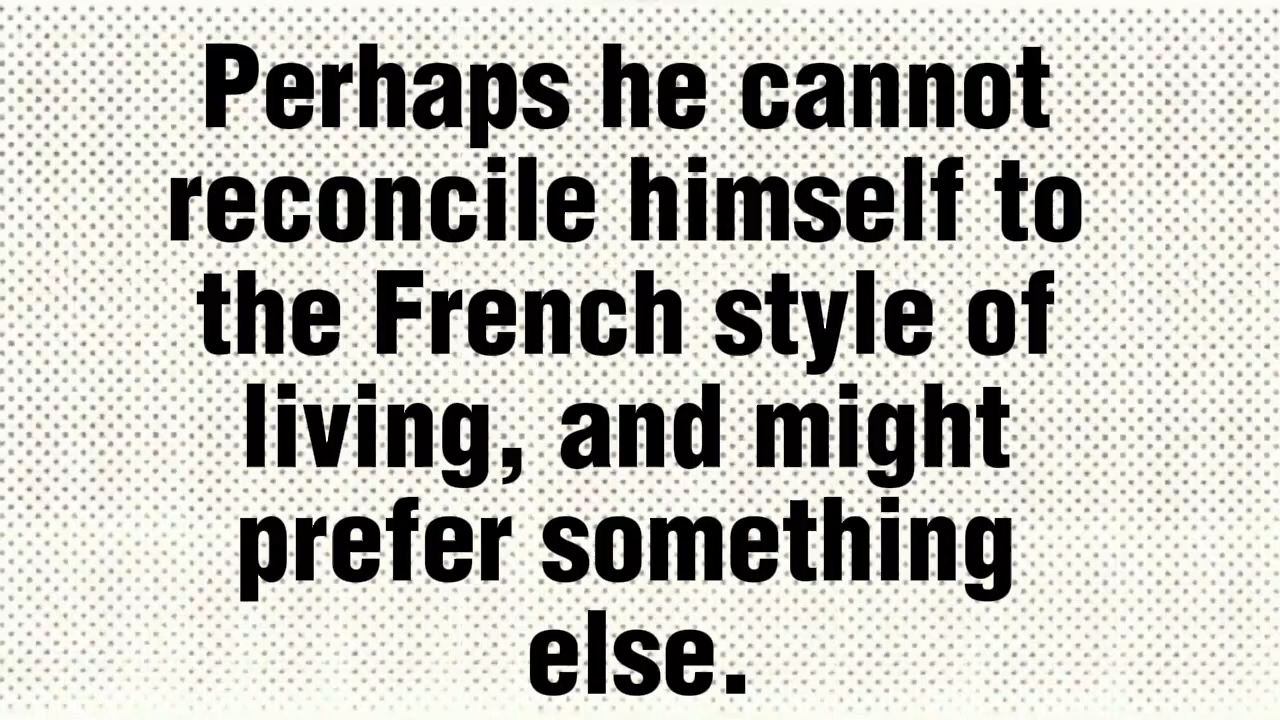 Perhaps he cannot
reconcile himself to
the French style of
living, and might
prefer something
else.